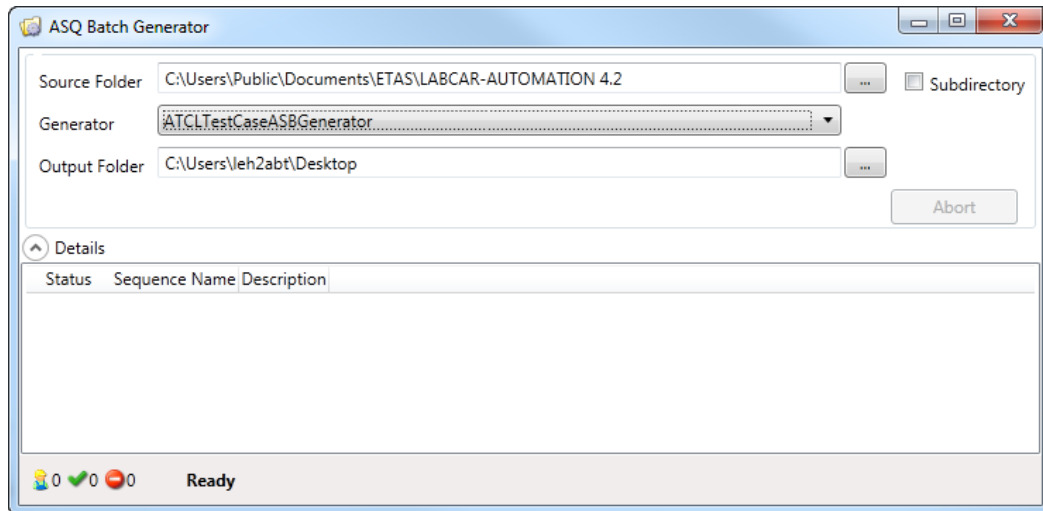 ASQ Batch Generator
Source Folder C:\Users\Public\Documents\ETAS\LABCAR-AUTOMATION 4.2 ... Subdirectory
Generator ATCLTestCaseASBGenerator
Output Folder C:\Users\leh2abt\Desktop ...
Abort
Details
Status Sequence Name Description
0 0 0 Ready